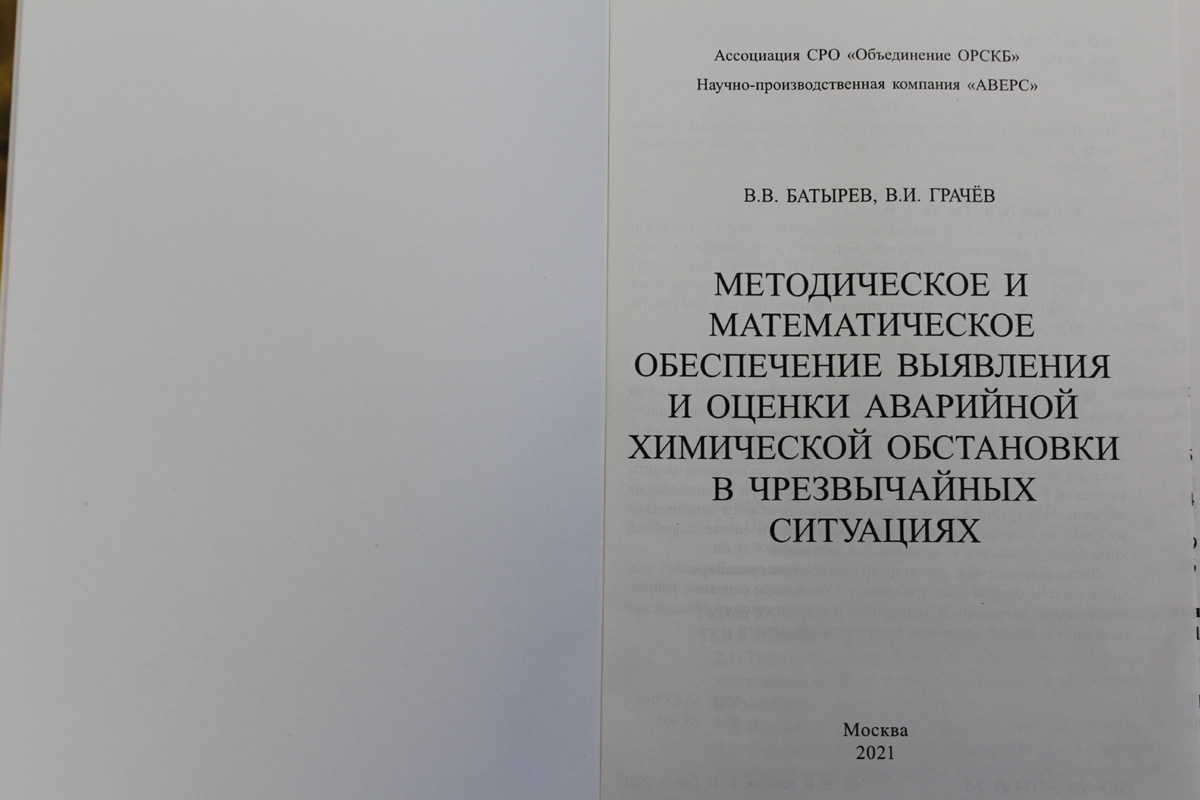 Ассоциация СРО «Объединение ОРСКБ»
Научно-производственная компания «АВЕРС»
В.В. БАТЫРЕВ, В.И. ГРАЧЁВ
МЕТОДИЧЕСКОЕ И
МАТЕМАТИЧЕСКОЕ
ОБЕСПЕЧЕНИЕ ВЫЯВЛЕНИЯ
И ОЦЕНКИ АВАРИЙНОЙ
ХИМИЧЕСКОЙ ОБСТАНОВКИ
В ЧРЕЗВЫЧАЙНЫХ
СИТУАЦИЯХ
Москва
2021